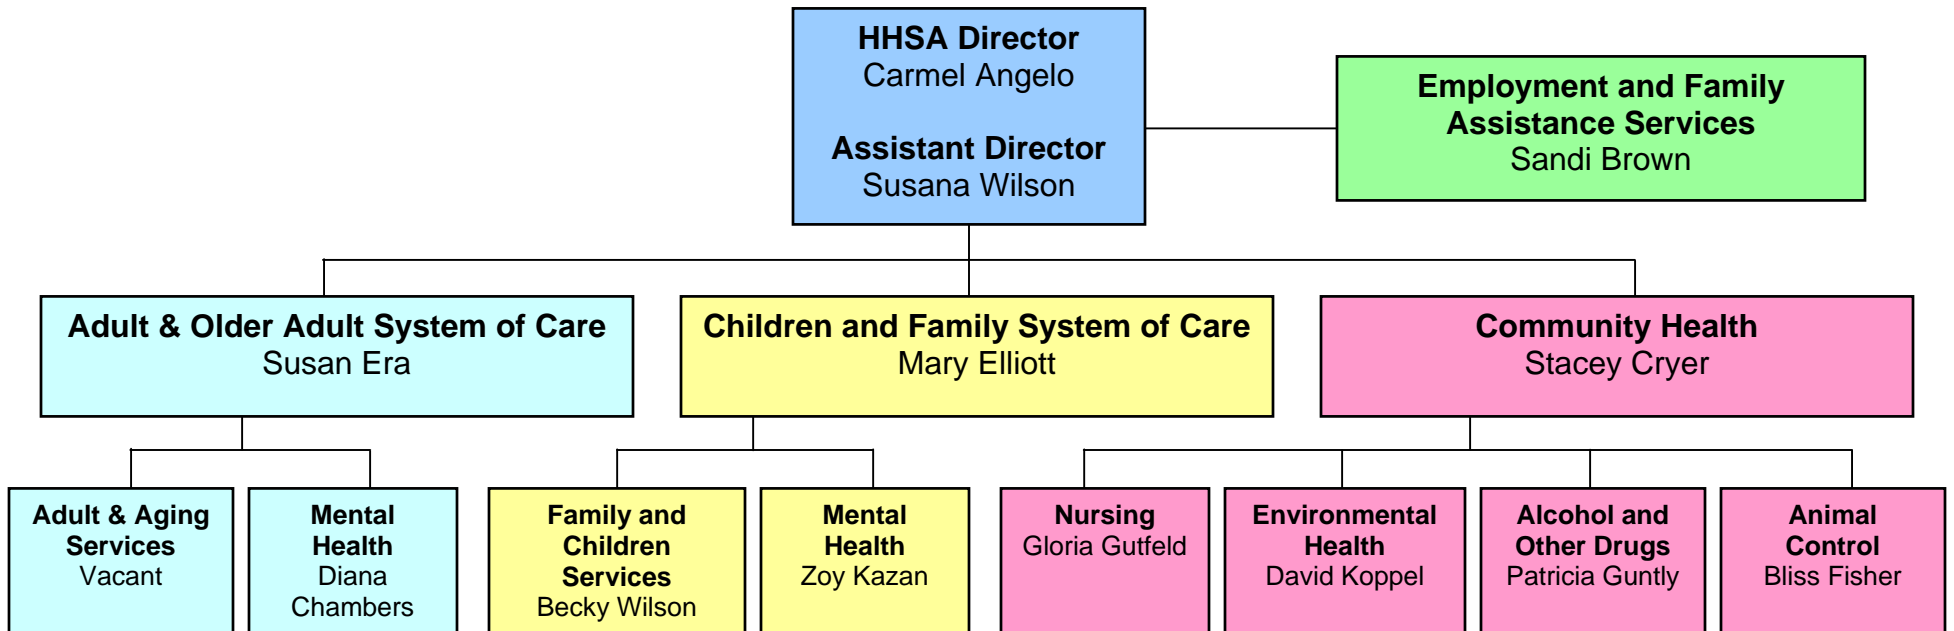 HHSA Director
Carmel Angelo
Assistant Director
Susana Wilson
Employment and Family
Assistance Services
Sandi Brown
Adult & Older Adult System of Care
Susan Era
Children and Family System of Care
Mary Elliott
Community Health
Stacey Cryer
Adult & Aging
Services
Vacant
Mental
Health
Diana
Chambers
Family and
Children
Services
Becky Wilson
Mental
Health
Zoy Kazan
Nursing
Gloria Gutfeld
Environmental
Health
David Koppel
Alcohol and
Other Drugs
Patricia Guntly
Animal
Control
Bliss Fisher